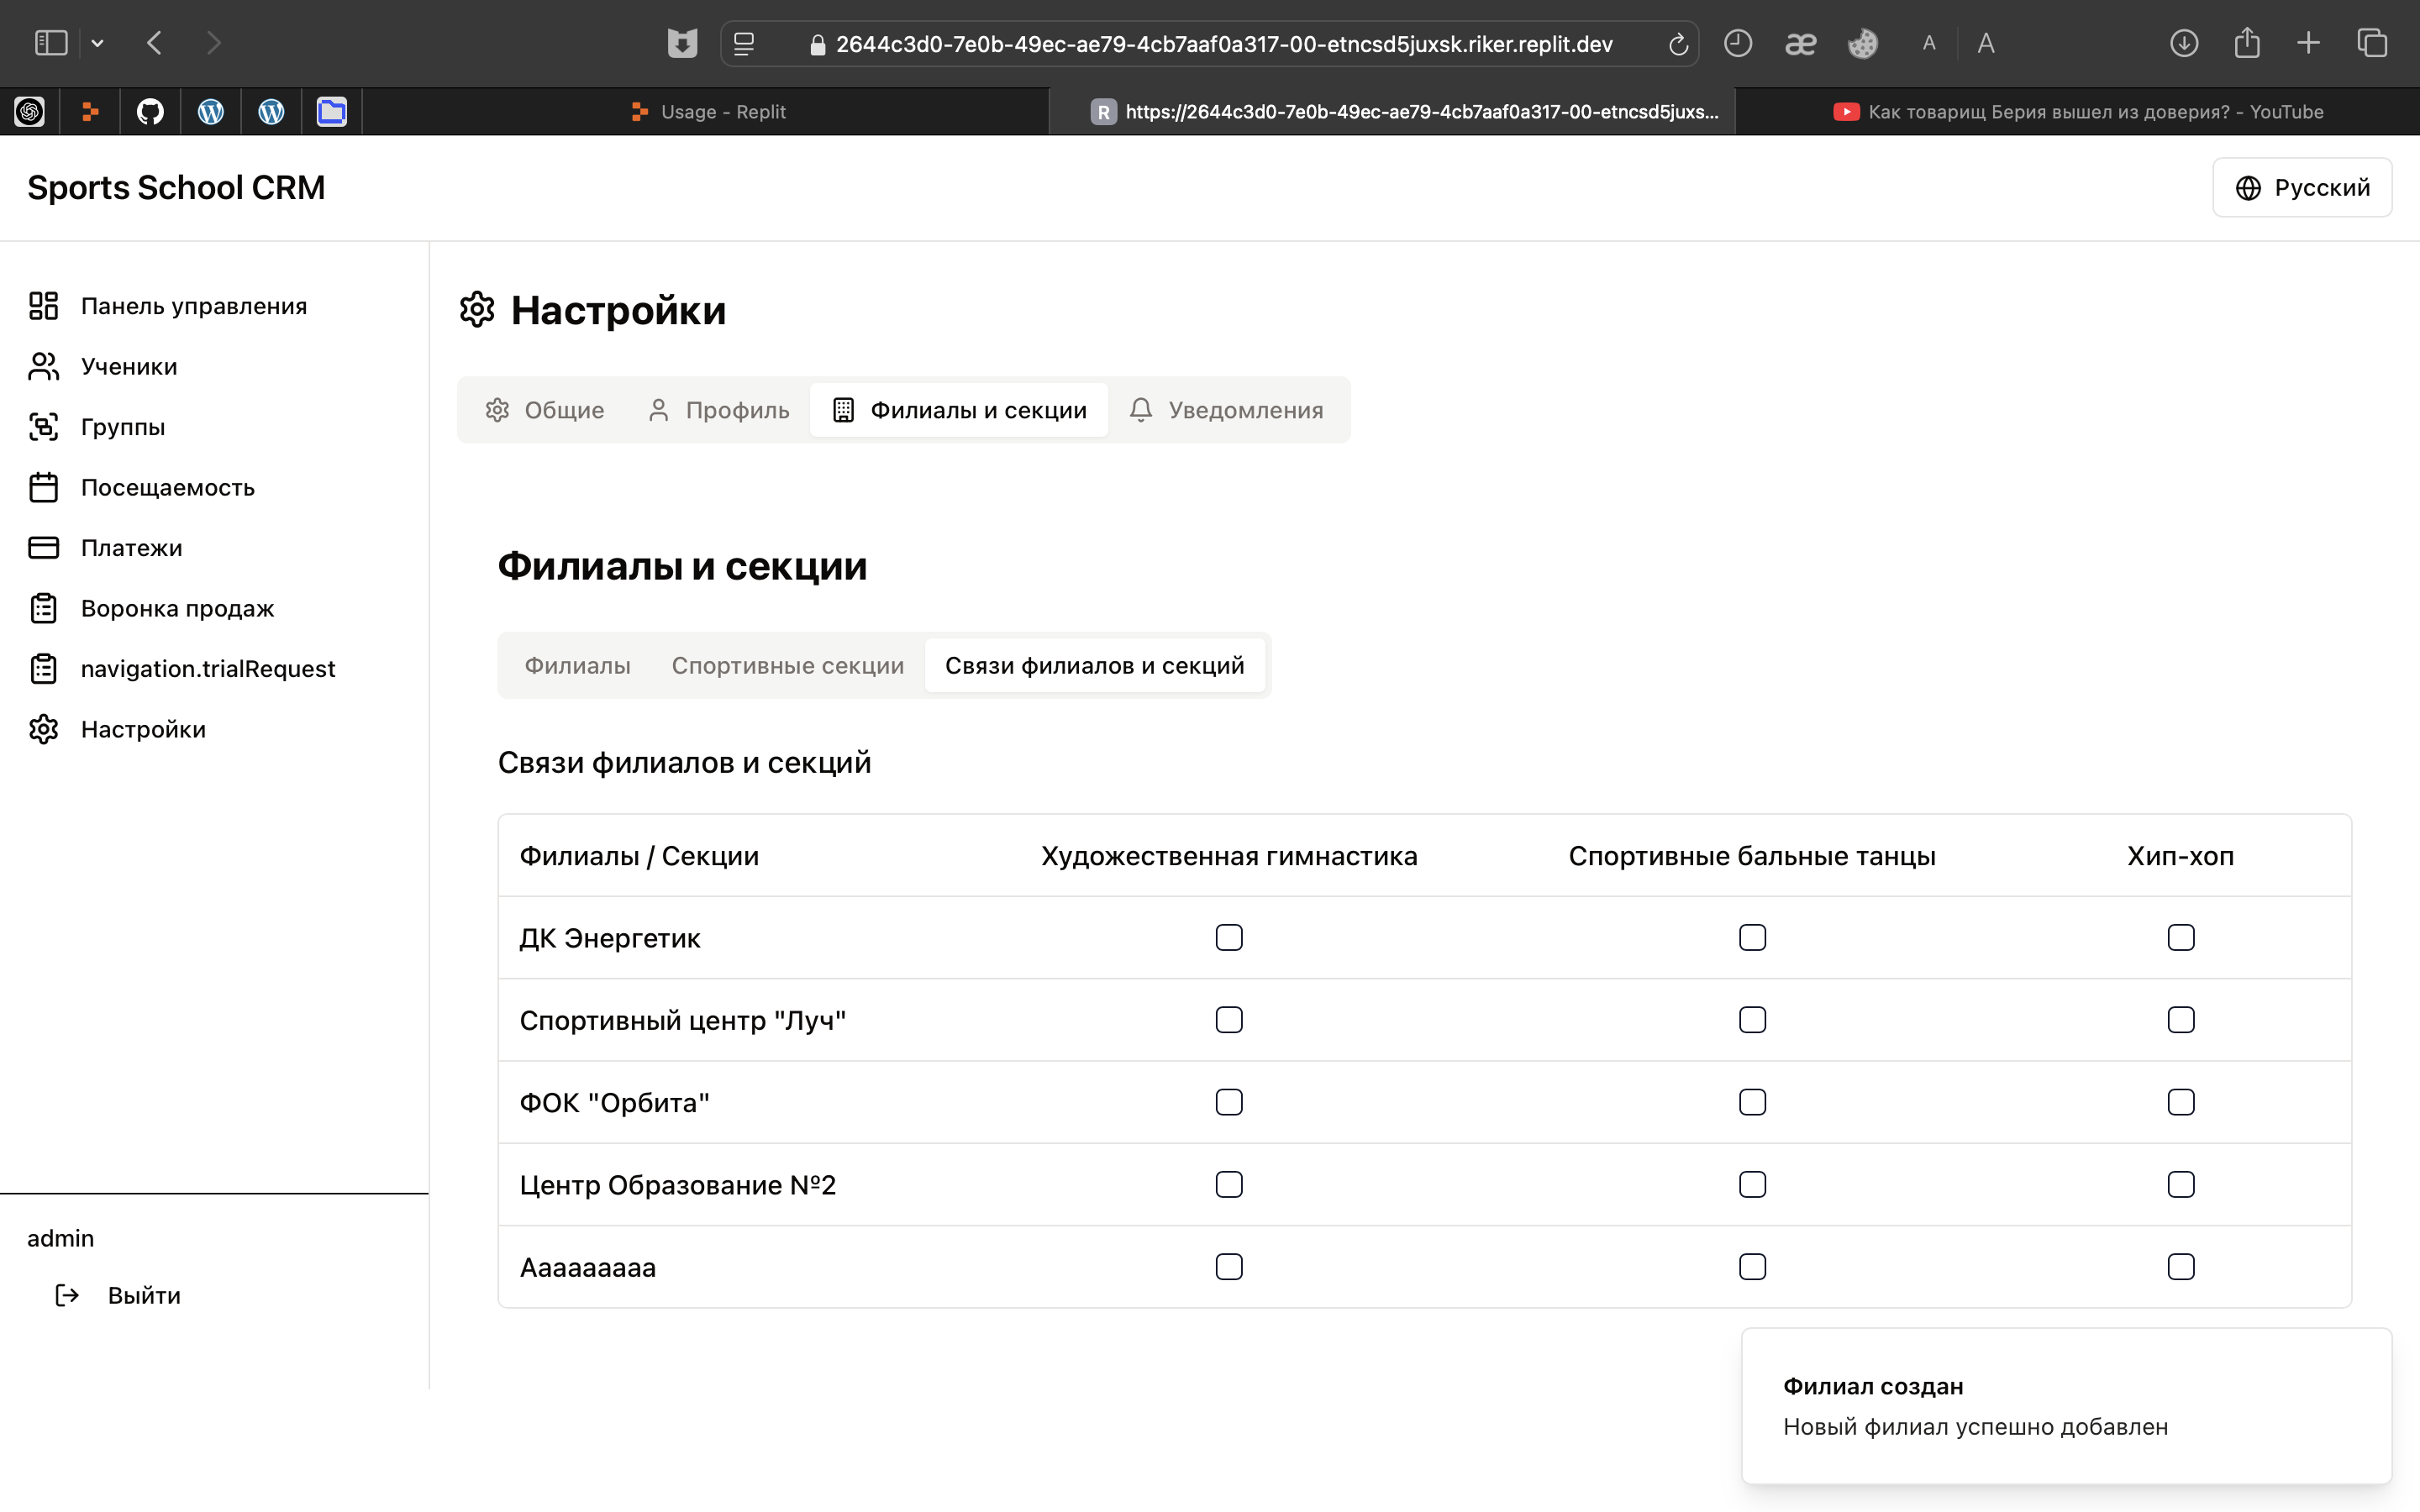 2644c3d0-7e0b-49ec-ae79-4cb7aaf0a317-00-etncsd5juxsk.riker.replit.dev
A A
Usage - Replit
R https://2644c3d0-7e0b-49ec-ae79-4cb7aaf0a317-00-etncsd5juxs...
Как товарищ Берия вышел из доверия? - YouTube
Sports School CRM
Русский
Панель управления
Ученики
Группы
Посещаемость
Платежи
Воронка продаж
navigation.trialRequest
Настройки
admin
Выйти
Настройки
Общие Профиль Филиалы и секции Уведомления
Филиалы и секции
Филиалы Спортивные секции Связи филиалов и секций
Связи филиалов и секций
Филиалы / Секции Художественная гимнастика Спортивные бальные танцы Хип-хоп
ДК Энергетик
Спортивный центр "Луч"
ФОК "Орбита"
Центр Образование №2
Ааааааааа
Филиал создан
Новый филиал успешно добавлен